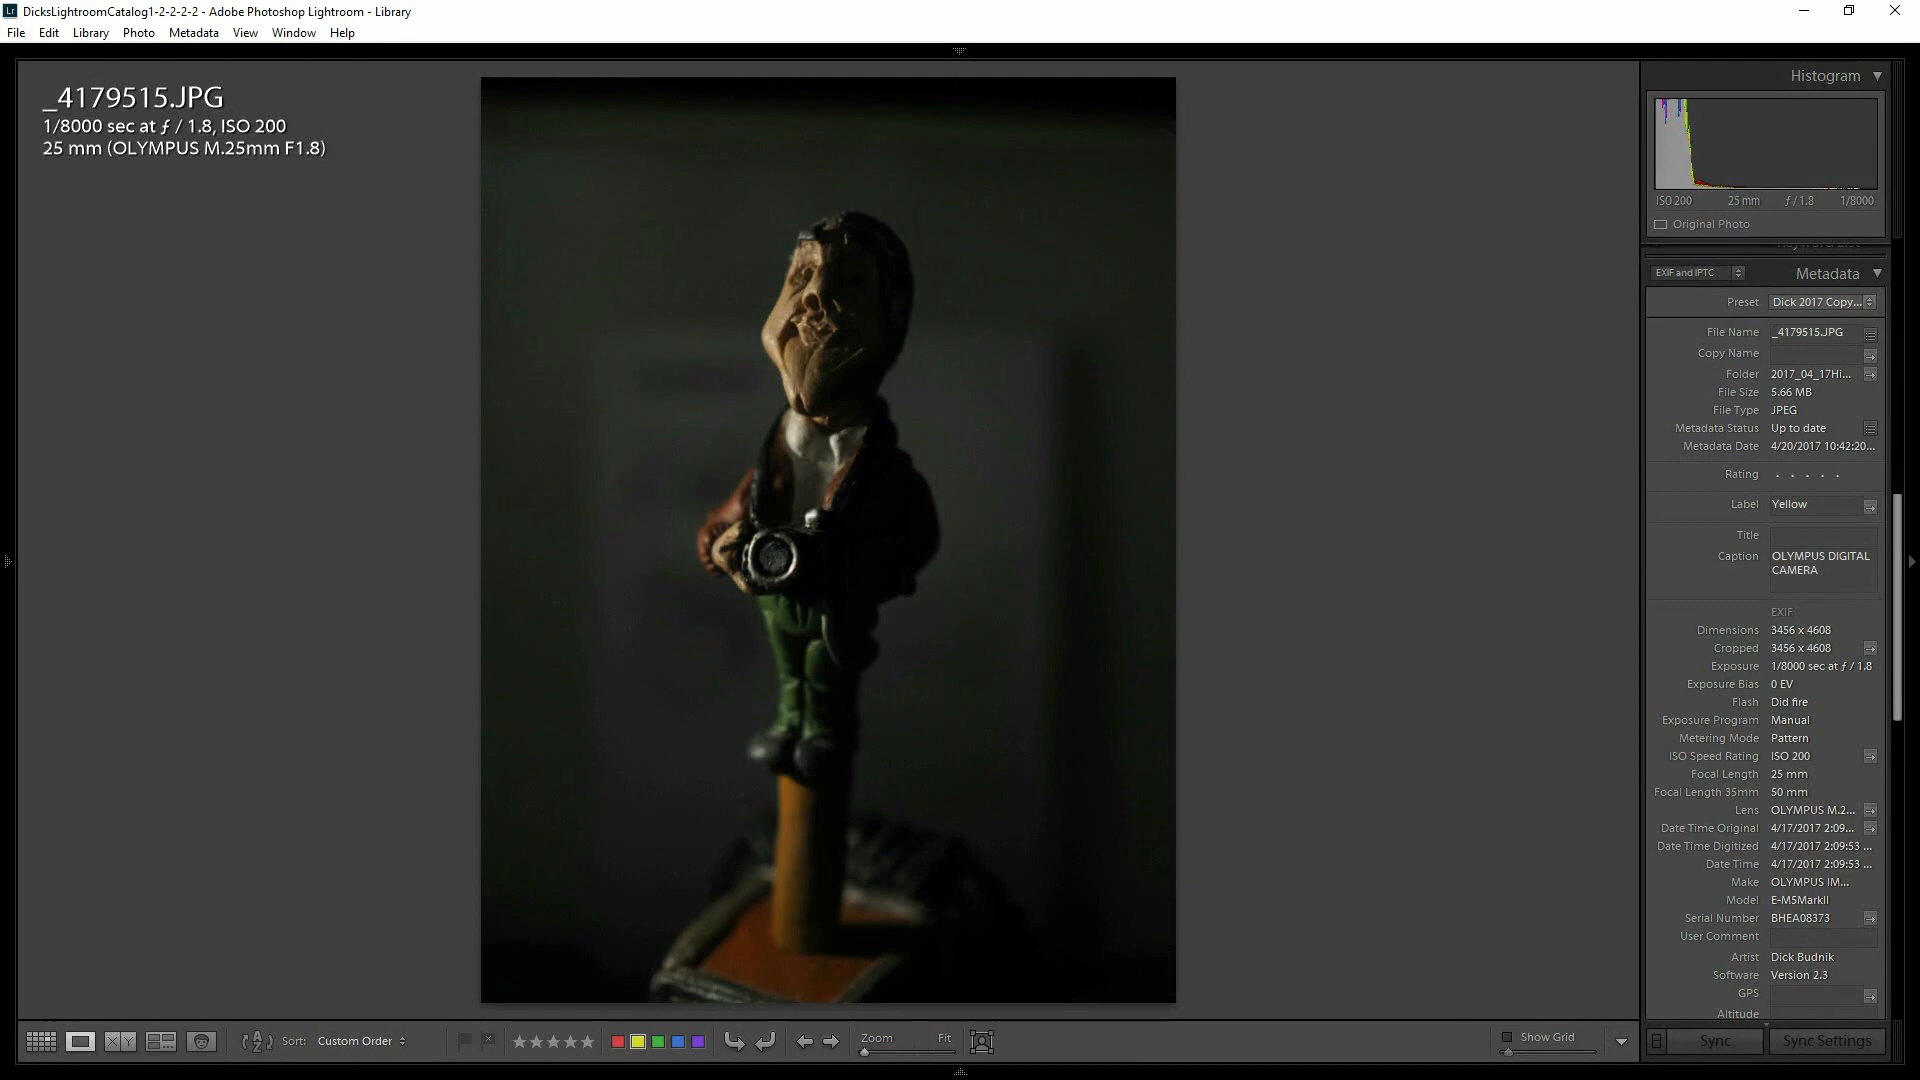 Lr DicksLightroomCatalog1-2-2-2-2 - Adobe Photoshop Lightroom - Library
File Edit Library Photo Metadata View Window Help
_4179515.JPG
1/8000 sec at ƒ / 1.8, ISO 200
25 mm (OLYMPUS M.25mm F1.8)
Histogram
ISO 200 25 mm ƒ / 1.8 1/8000
Original Photo
EXIF and IPTC Metadata
Preset Dick 2017 Copy...
File Name _4179515.JPG
Copy Name
Folder 2017_04_17Hi...
File Size 5.66 MB
File Type JPEG
Metadata Status Up to date
Metadata Date 4/20/2017 10:42:20...
Rating . . . . .
Label Yellow
Title
Caption OLYMPUS DIGITAL
CAMERA
EXIF
Dimensions 3456 x 4608
Cropped 3456 x 4608
Exposure 1/8000 sec at ƒ / 1.8
Exposure Bias 0 EV
Flash Did fire
Exposure Program Manual
Metering Mode Pattern
ISO Speed Rating ISO 200
Focal Length 25 mm
Focal Length 35mm 50 mm
Lens OLYMPUS M.2...
Date Time Original 4/17/2017 2:09...
Date Time Digitized 4/17/2017 2:09:53 ...
Date Time 4/17/2017 2:09:53 ...
Make OLYMPUS IM...
Model E-M5MarkII
Serial Number BHEA08373
User Comment
Artist Dick Budnik
Software Version 2.3
GPS
Altitude
XY AZ Sort: Custom Order Zoom Fit Show Grid Sync Sync Settings